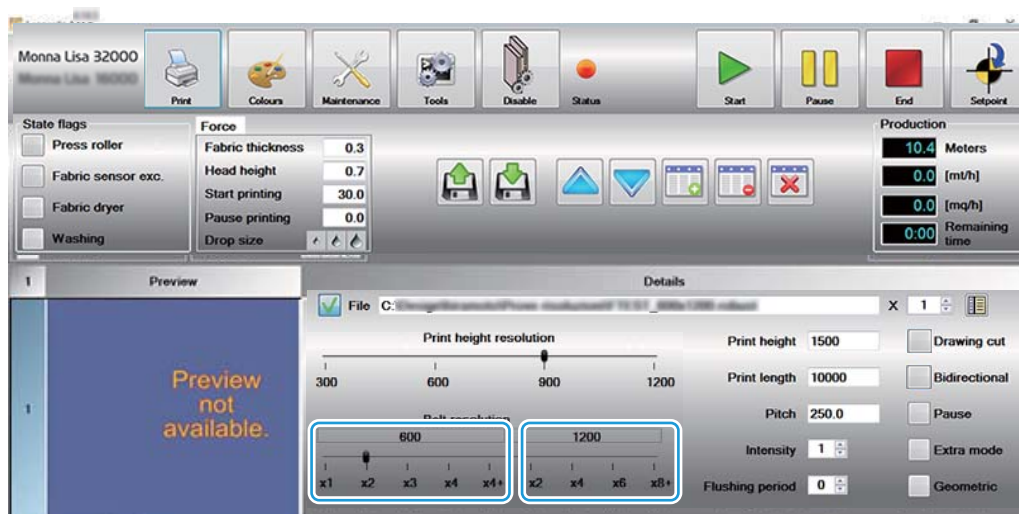 Monna Lisa 32000
Print
Colours
Maintenance
Tools
Disable
Status
Start
Pause
End
Setpoint
State flags
Press roller
Fabric sensor exc.
Fabric dryer
Washing
Force
Fabric thickness 0.3
Head height 0.7
Start printing 30.0
Pause printing 0.0
Drop size
Production
10.4 Meters
0.0 [mt/h]
0.0 [mq/h]
0:00 Remaining time
1 Preview
Details
1
Preview not available.
File C:
X 1
Print height resolution
300 600 900 1200
Belt resolution
600
x1 x2 x3 x4 x4+
1200
x2 x4 x6 x8+
Print height 1500
Print length 10000
Pitch 250.0
Intensity 1
Flushing period 0
Drawing cut
Bidirectional
Pause
Extra mode
Geometric